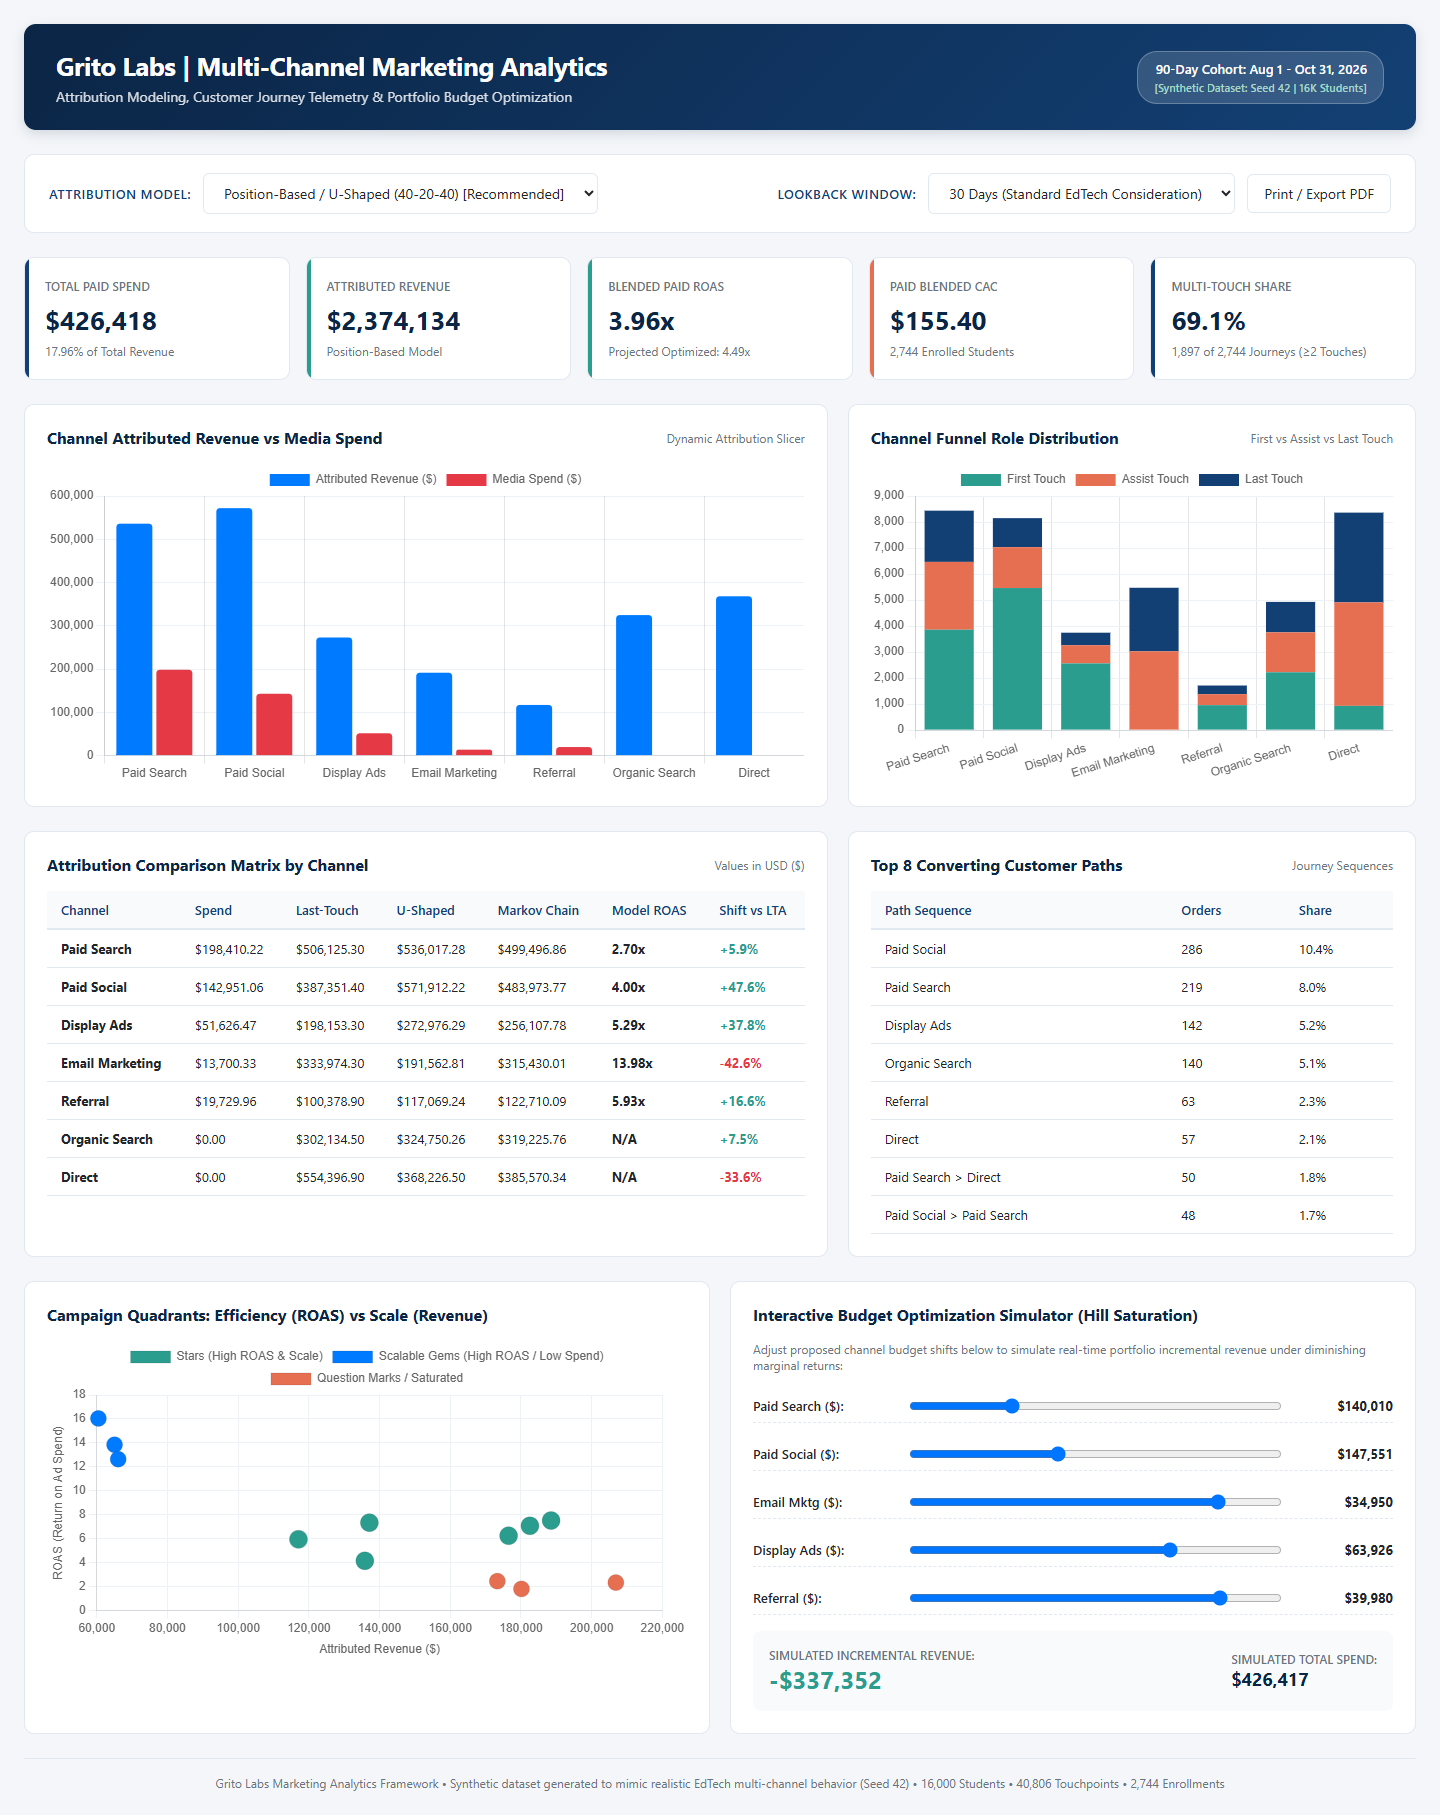 Grito Labs | Multi-Channel Marketing Analytics
Attribution Modeling, Customer Journey Telemetry & Portfolio Budget Optimization
90-Day Cohort: Aug 1 - Oct 31, 2026
[Synthetic Dataset: Seed 42 | 16K Students]
ATTRIBUTION MODEL: Position-Based / U-Shaped (40-20-40) [Recommended] LOOKBACK WINDOW: 30 Days (Standard EdTech Consideration) Print / Export PDF
TOTAL PAID SPEND
$426,418
17.96% of Total Revenue
ATTRIBUTED REVENUE
$2,374,134
Position-Based Model
BLENDED PAID ROAS
3.96x
Projected Optimized: 4.49x
PAID BLENDED CAC
$155.40
2,744 Enrolled Students
MULTI-TOUCH SHARE
69.1%
1,897 of 2,744 Journeys (≥2 Touches)
Channel Attributed Revenue vs Media Spend Dynamic Attribution Slicer
Attributed Revenue ($) Media Spend ($)
600,000
500,000
400,000
300,000
200,000
100,000
0
Paid Search Paid Social Display Ads Email Marketing Referral Organic Search Direct
Channel Funnel Role Distribution First vs Assist vs Last Touch
First Touch Assist Touch Last Touch
9,000
8,000
7,000
6,000
5,000
4,000
3,000
2,000
1,000
0
Paid Search Paid Social Display Ads Email Marketing Referral Organic Search Direct
Attribution Comparison Matrix by Channel Values in USD ($)
Channel Spend Last-Touch U-Shaped Markov Chain Model ROAS Shift vs LTA
Paid Search $198,410.22 $506,125.30 $536,017.28 $499,496.86 2.70x +5.9%
Paid Social $142,951.06 $387,351.40 $571,912.22 $483,973.77 4.00x +47.6%
Display Ads $51,626.47 $198,153.30 $272,976.29 $256,107.78 5.29x +37.8%
Email Marketing $13,700.33 $333,974.30 $191,562.81 $315,430.01 13.98x -42.6%
Referral $19,729.96 $100,378.90 $117,069.24 $122,710.09 5.93x +16.6%
Organic Search $0.00 $302,134.50 $324,750.26 $319,225.76 N/A +7.5%
Direct $0.00 $554,396.90 $368,226.50 $385,570.34 N/A -33.6%
Top 8 Converting Customer Paths Journey Sequences
Path Sequence Orders Share
Paid Social 286 10.4%
Paid Search 219 8.0%
Display Ads 142 5.2%
Organic Search 140 5.1%
Referral 63 2.3%
Direct 57 2.1%
Paid Search > Direct 50 1.8%
Paid Social > Paid Search 48 1.7%
Campaign Quadrants: Efficiency (ROAS) vs Scale (Revenue)
Stars (High ROAS & Scale) Scalable Gems (High ROAS / Low Spend)
Question Marks / Saturated
ROAS (Return on Ad Spend)
18
16
14
12
10
8
6
4
2
0
60,000 80,000 100,000 120,000 140,000 160,000 180,000 200,000 220,000
Attributed Revenue ($)
Interactive Budget Optimization Simulator (Hill Saturation)
Adjust proposed channel budget shifts below to simulate real-time portfolio incremental revenue under diminishing
marginal returns:
Paid Search ($): $140,010
Paid Social ($): $147,551
Email Mktg ($): $34,950
Display Ads ($): $63,926
Referral ($): $39,980
SIMULATED INCREMENTAL REVENUE:
-$337,352
SIMULATED TOTAL SPEND:
$426,417
Grito Labs Marketing Analytics Framework • Synthetic dataset generated to mimic realistic EdTech multi-channel behavior (Seed 42) • 16,000 Students • 40,806 Touchpoints • 2,744 Enrollments